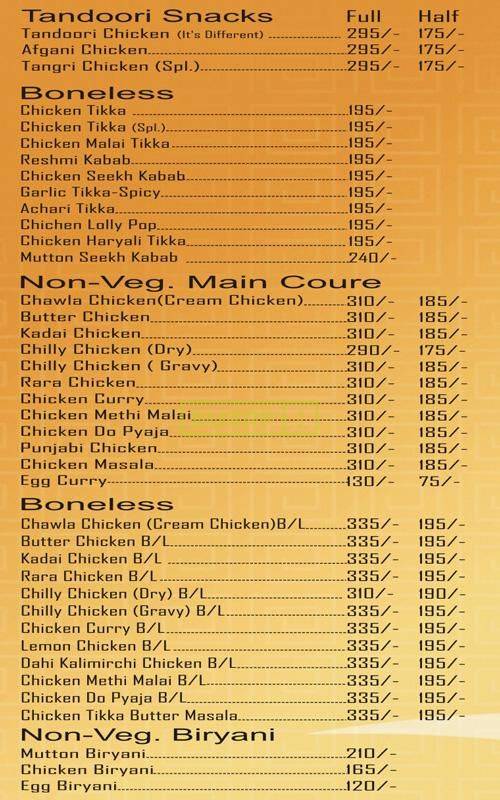 Tandoori Snacks Full Half
Tandoori Chicken (It's Different) 295/- 175/-
Afgani Chicken 295/- 175/-
Tangri Chicken (Spl.) 295/- 175/-
Boneless
Chicken Tikka 195/-
Chicken Tikka (Spl.) 195/-
Chicken Malai Tikka 195/-
Reshmi Kabab 195/-
Chicken Seekh Kabab 195/-
Garlic Tikka-Spicy 195/-
Achari Tikka 195/-
Chichen Lolly Pop 195/-
Chicken Haryali Tikka 195/-
Mutton Seekh Kabab 240/-
Non-Veg. Main Coure
Chawla Chicken(Cream Chicken) 310/- 185/-
Butter Chicken 310/- 185/-
Kadai Chicken 310/- 185/-
Chilly Chicken (Dry) 290/- 175/-
Chilly Chicken ( Gravy) 310/- 185/-
Rara Chicken 310/- 185/-
Chicken Curry 310/- 185/-
Chicken Methi Malai 310/- 185/-
Chicken Do Pyaja 310/- 185/-
Punjabi Chicken 310/- 185/-
Chicken Masala 310/- 185/-
Egg Curry 130/- 75/-
Boneless
Chawla Chicken (Cream Chicken)B/L 335/- 195/-
Butter Chicken B/L 335/- 195/-
Kadai Chicken B/L 335/- 195/-
Rara Chicken B/L 335/- 195/-
Chilly Chicken (Dry) B/L 310/- 190/-
Chilly Chicken (Gravy) B/L 335/- 195/-
Chicken Curry B/L 335/- 195/-
Lemon Chicken B/L 335/- 195/-
Dahi Kalimirchi Chicken B/L 335/- 195/-
Chicken Methi Malai B/L 335/- 195/-
Chicken Do Pyaja B/L 335/- 195/-
Chicken Tikka Butter Masala 335/- 195/-
Non-Veg. Biryani
Mutton Biryani 210/-
Chicken Biryani 165/-
Egg Biryani 120/-